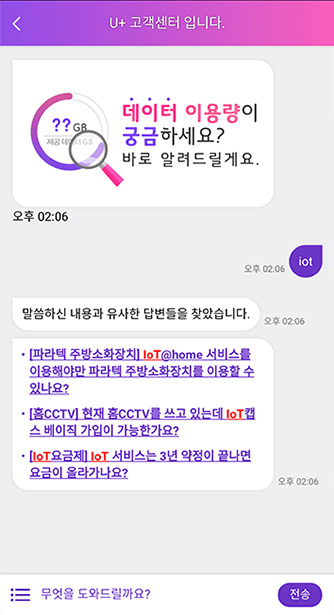 U+ 고객센터 입니다.
??GB
제공 데이터 GB
데이터 이용량이
궁금하세요?
바로 알려드릴게요.
오후 02:06
iot
오후 02:06
말씀하신 내용과 유사한 답변들을 찾았습니다.
오후 02:06
• [파라텍 주방소화장치] IoT@home 서비스를
이용해야만 파라텍 주방소화장치를 이용할 수
있나요?
• [홈CCTV] 현재 홈CCTV를 쓰고 있는데 IoT캡
스 베이직 가입이 가능한가요?
• [IoT요금제] IoT 서비스는 3년 약정이 끝나면
요금이 올라가나요?
오후 02:06
무엇을 도와드릴까요?
전송